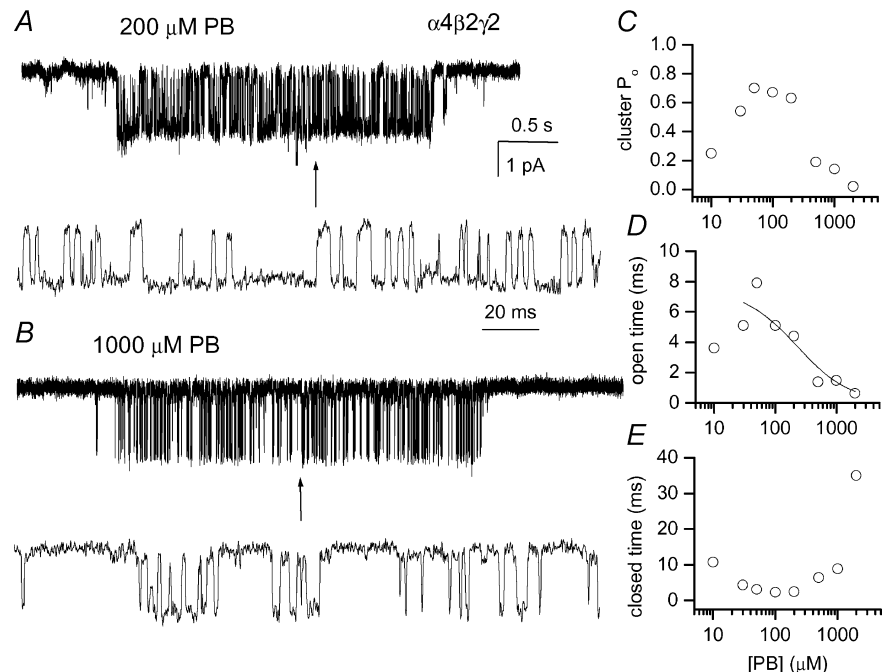 A
200 μM PB
α4β2γ2
0.5 s
1 pA
20 ms
B
1000 μM PB
C
cluster Po
1.0
0.8
0.6
0.4
0.2
0.0
10
100
1000
D
open time (ms)
10
8
6
4
2
0
10
100
1000
E
closed time (ms)
40
30
20
10
0
10
100
1000
[PB] (μM)